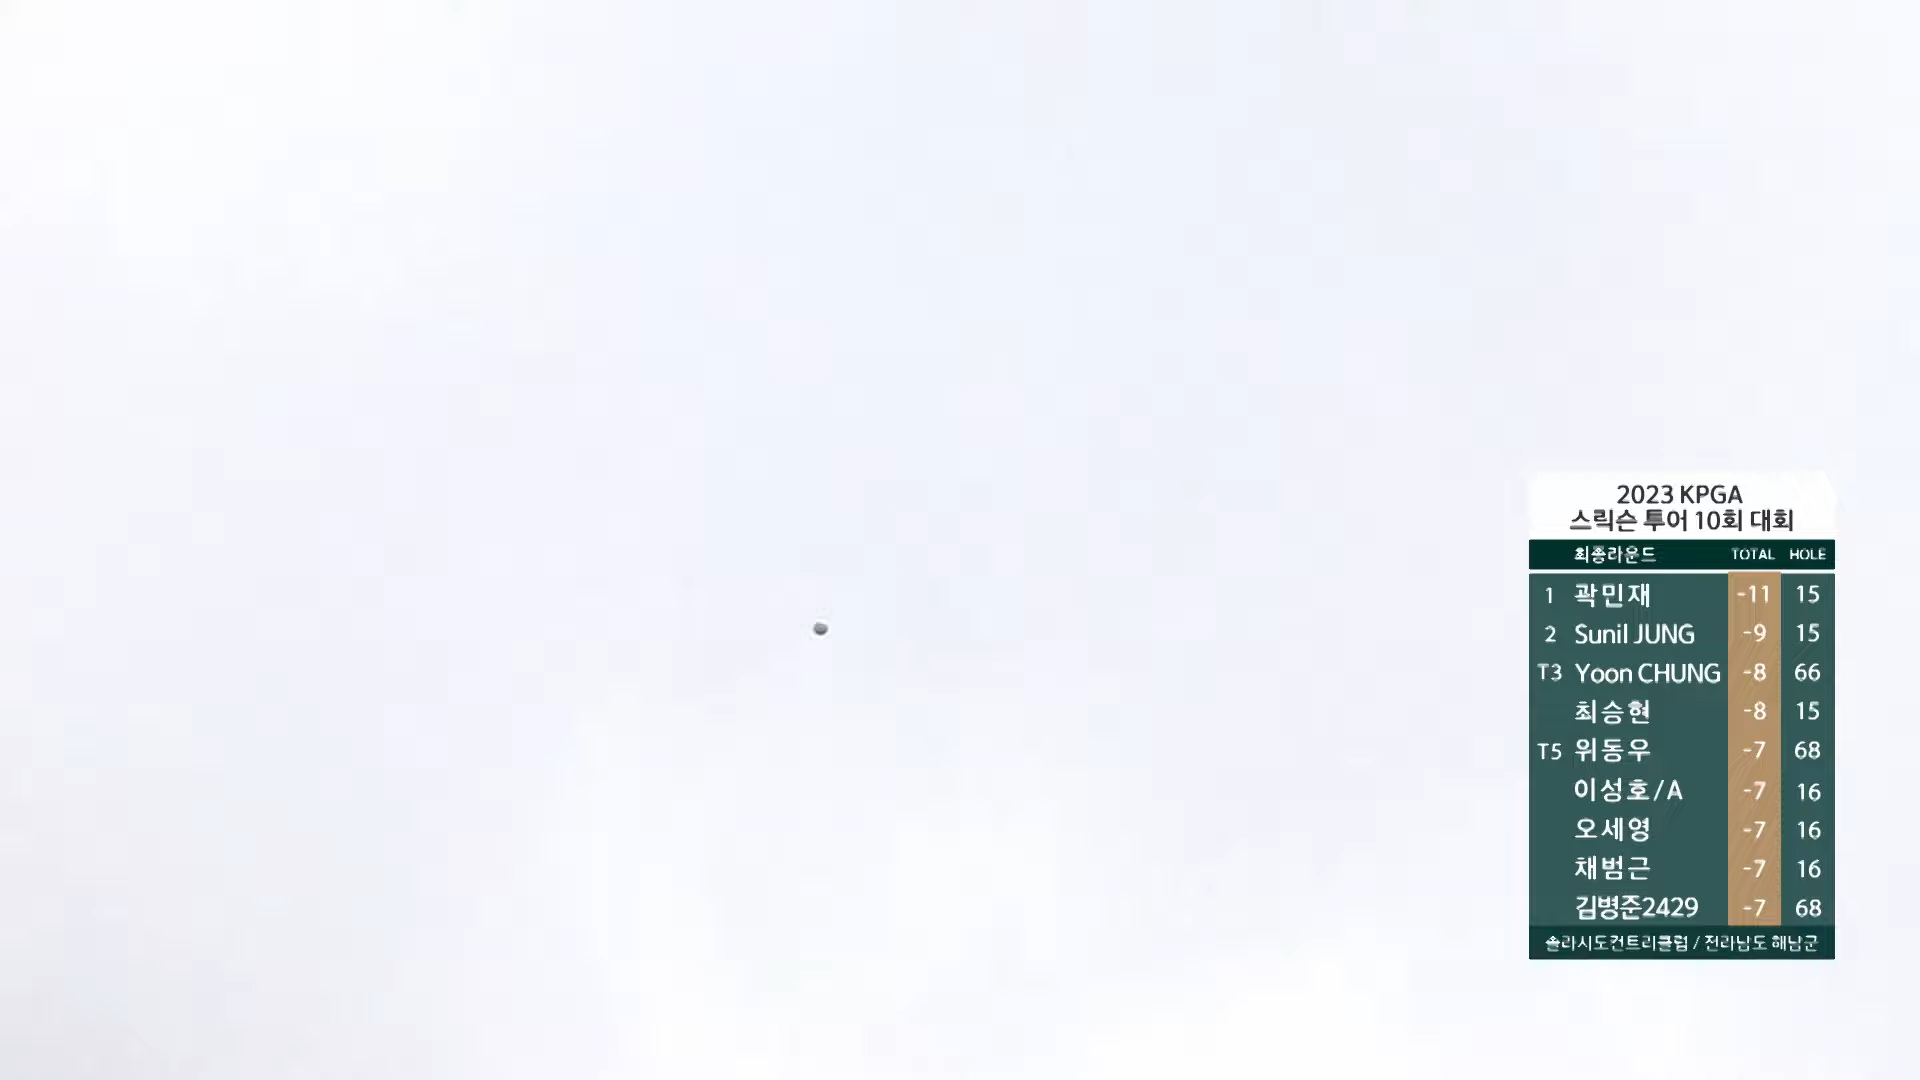 2023 KPGA
스릭슨 투어 10회 대회
최종라운드 TOTAL HOLE
1 곽민재 -11 15
2 Sunil JUNG -9 15
T3 Yoon CHUNG -8 66
최승현 -8 15
T5 위동우 -7 68
이성호/A -7 16
오세영 -7 16
채범근 -7 16
김병준2429 -7 68
솔라시도컨트리클럽 / 전라남도 해남군